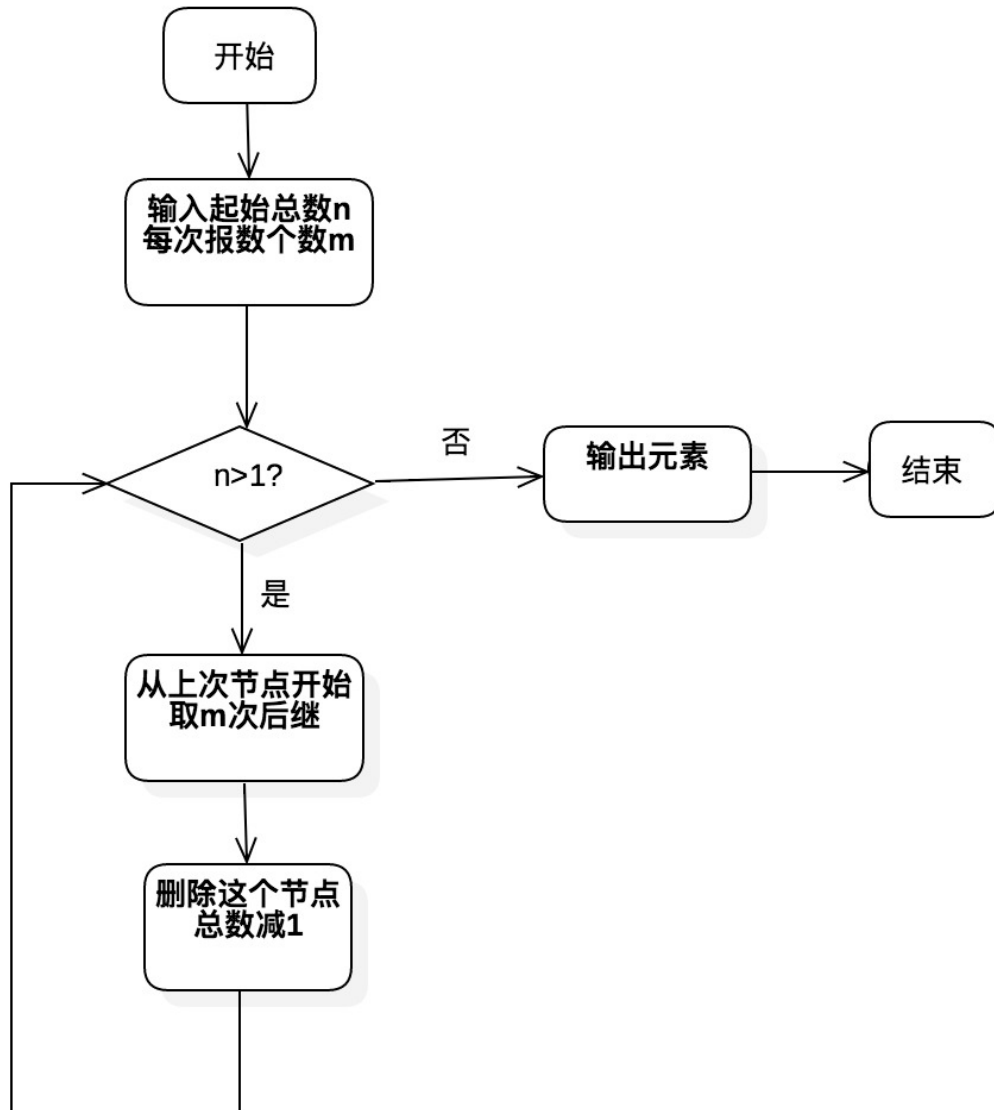 开始
输入起始总数n
每次报数个数m
n>1?
否
输出元素
结束
是
从上次节点开始
取m次后继
删除这个节点
总数减1